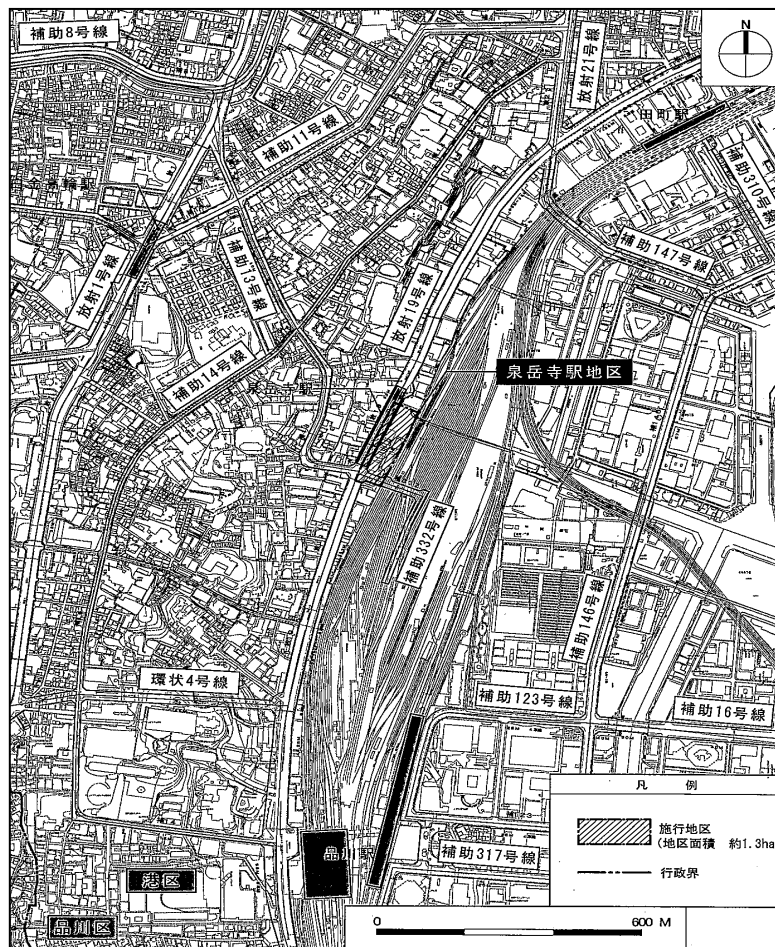 補助8号線
放射21号線
N
補助11号線
田町駅
補助310号線
補助147号線
放射1号線
補助13号線
放射19号線
補助14号線
泉岳寺駅
泉岳寺駅地区
補助332号線
補助146号線
環状4号線
補助123号線
補助16号線
凡 例
施行地区
(地区面積 約1.3ha
行政界
品川駅
補助317号線
港区
品川区
0
600 M